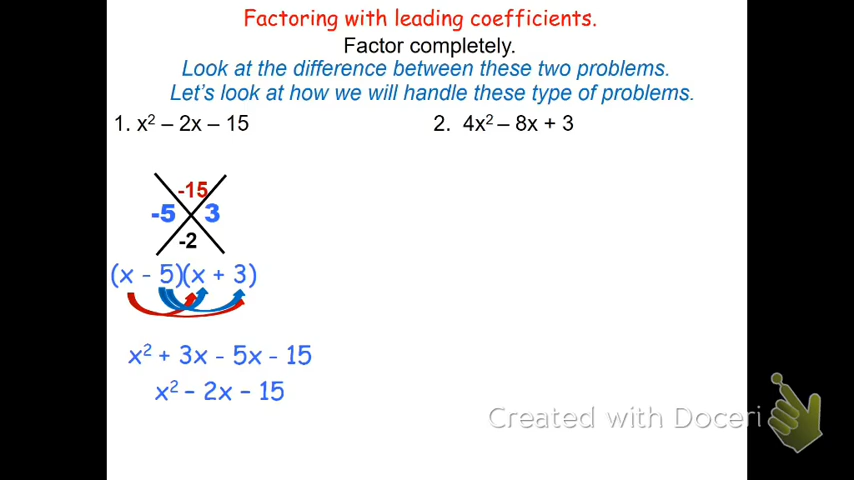 Factoring with leading coefficients.
Factor completely.
Look at the difference between these two problems.
Let's look at how we will handle these type of problems.
1. x² – 2x – 15
2. 4x² – 8x + 3
-15
-5 3
-2
(x - 5)(x + 3)
x² + 3x - 5x - 15
x² – 2x – 15
Created with Doceri